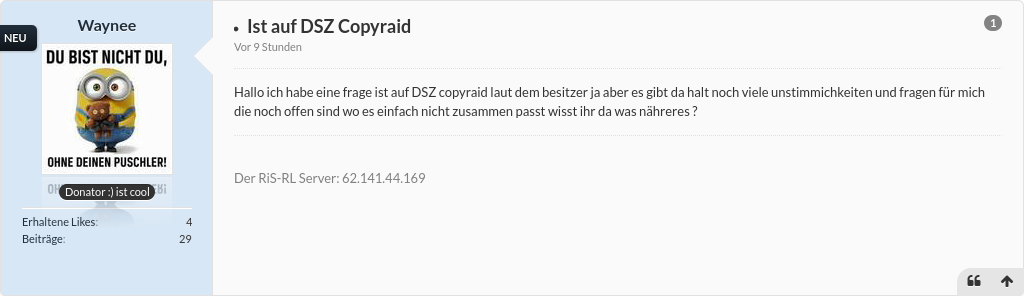 Waynee
NEU
DU BIST NICHT DU,
OHNE DEINEN PUSCHLER!
Donator :) ist cool
Erhaltene Likes: 4
Beiträge: 29
• Ist auf DSZ Copyraid
1
Vor 9 Stunden
Hallo ich habe eine frage ist auf DSZ copyraid laut dem besitzer ja aber es gibt da halt noch viele unstimmichkeiten und fragen für mich
die noch offen sind wo es einfach nicht zusammen passt wisst ihr da was nähreres ?
Der RiS-RL Server: 62.141.44.169